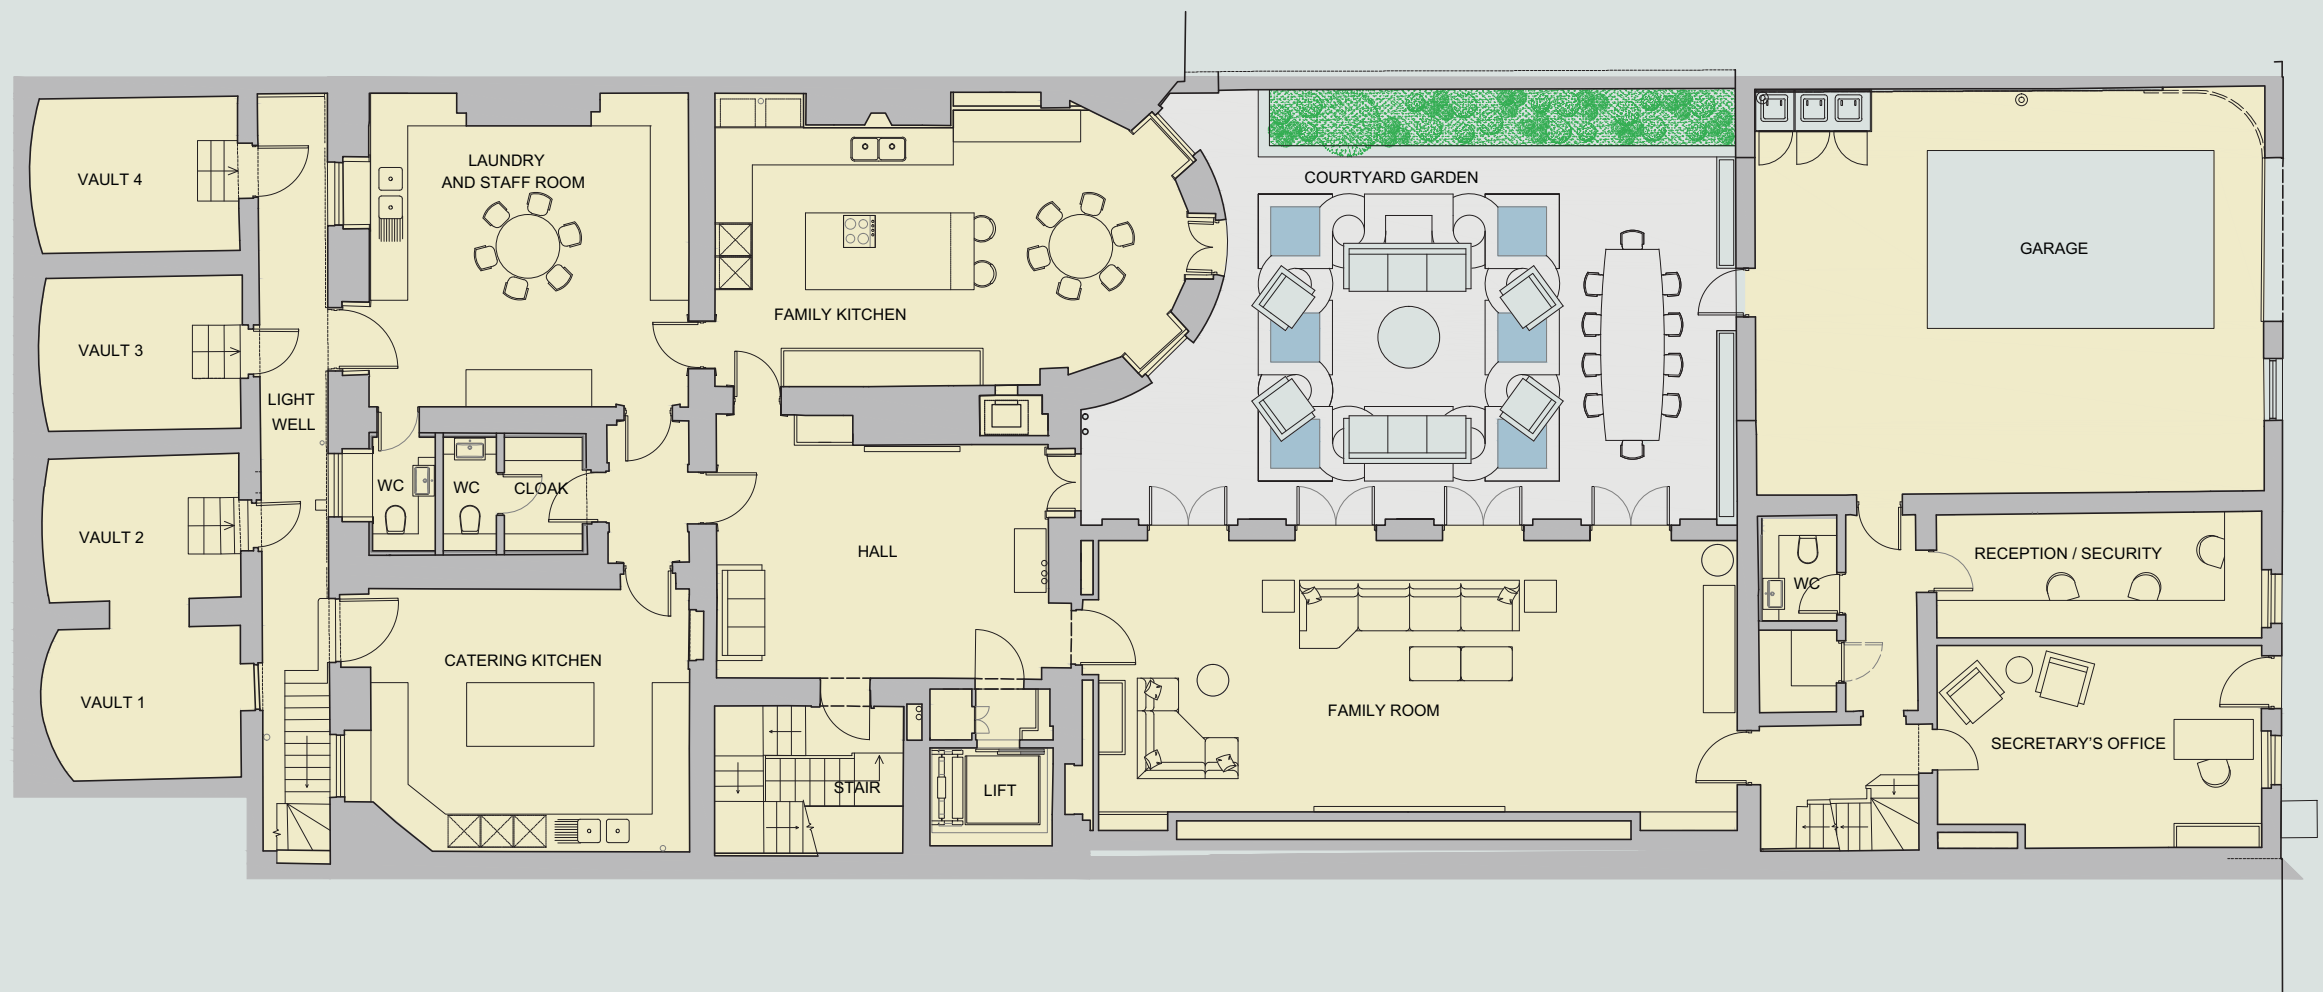 VAULT 4
LAUNDRY
AND STAFF ROOM
COURTYARD GARDEN
GARAGE
FAMILY KITCHEN
VAULT 3
LIGHT
WELL
WC
WC
CLOAK
VAULT 2
HALL
RECEPTION / SECURITY
WC
CATERING KITCHEN
VAULT 1
FAMILY ROOM
SECRETARY'S OFFICE
STAIR
LIFT